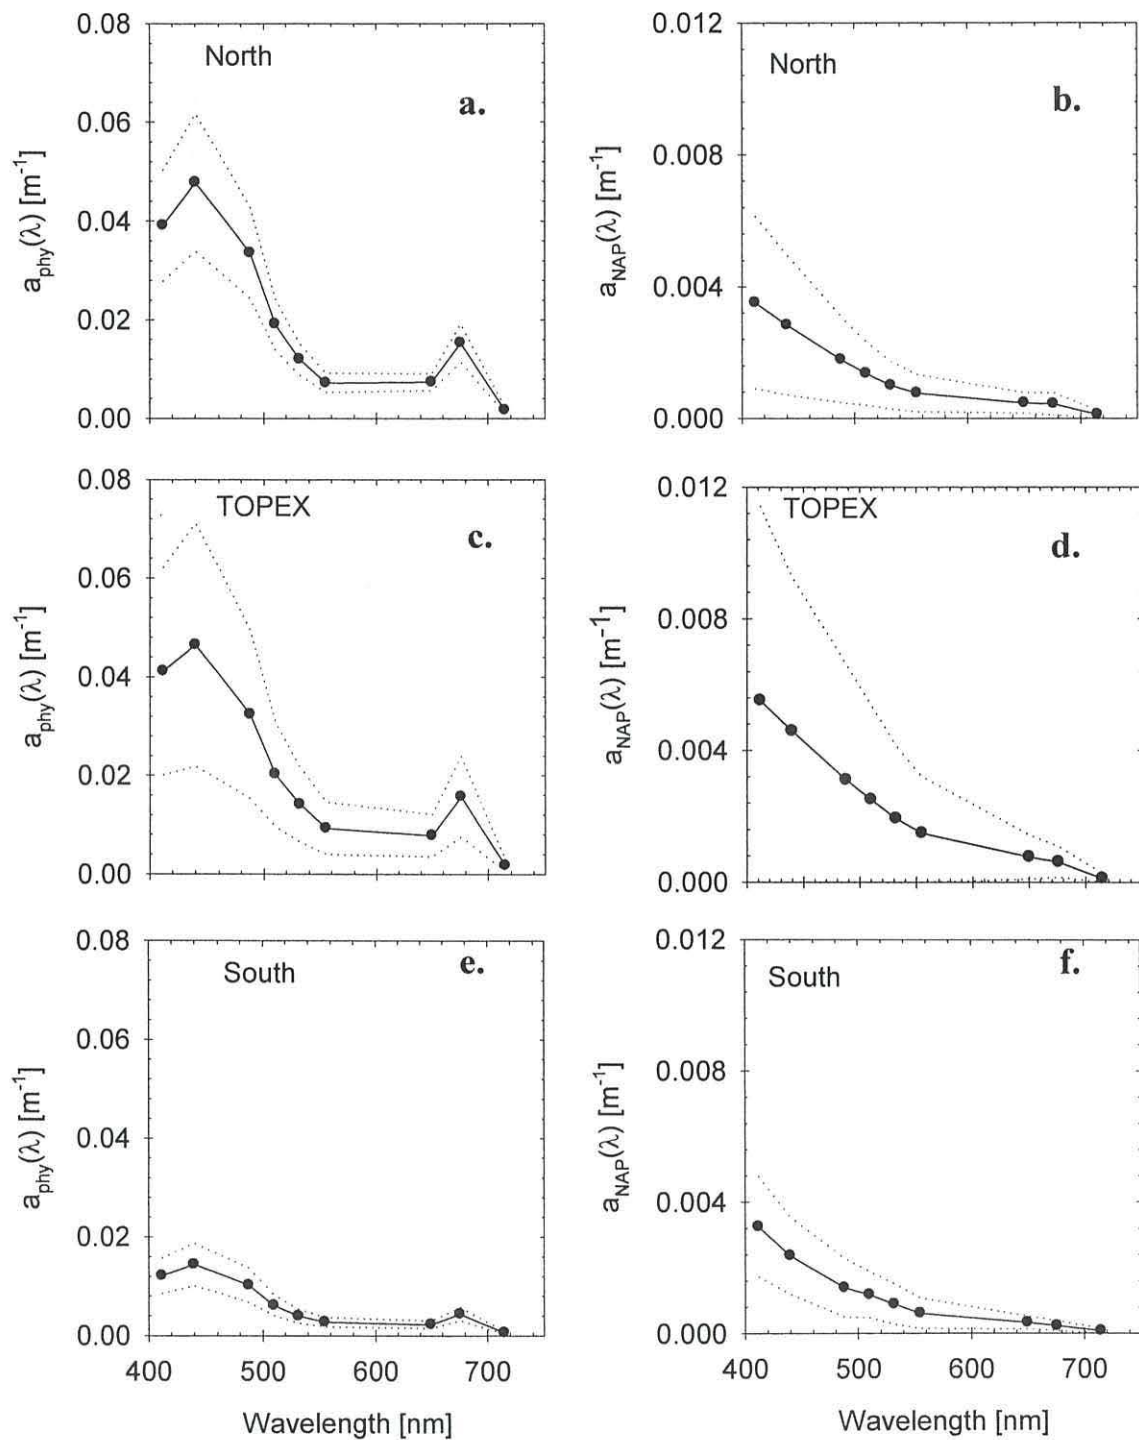 0.08
0.06
0.04
0.02
0.00
a_phy(λ) [m⁻¹]
North
a.
0.012
0.008
0.004
0.000
a_NAP(λ) [m⁻¹]
North
b.
0.08
0.06
0.04
0.02
0.00
a_phy(λ) [m⁻¹]
TOPEX
c.
0.012
0.008
0.004
0.000
a_NAP(λ) [m⁻¹]
TOPEX
d.
0.08
0.06
0.04
0.02
0.00
a_phy(λ) [m⁻¹]
South
e.
400 500 600 700
Wavelength [nm]
0.012
0.008
0.004
0.000
a_NAP(λ) [m⁻¹]
South
f.
400 500 600 700
Wavelength [nm]